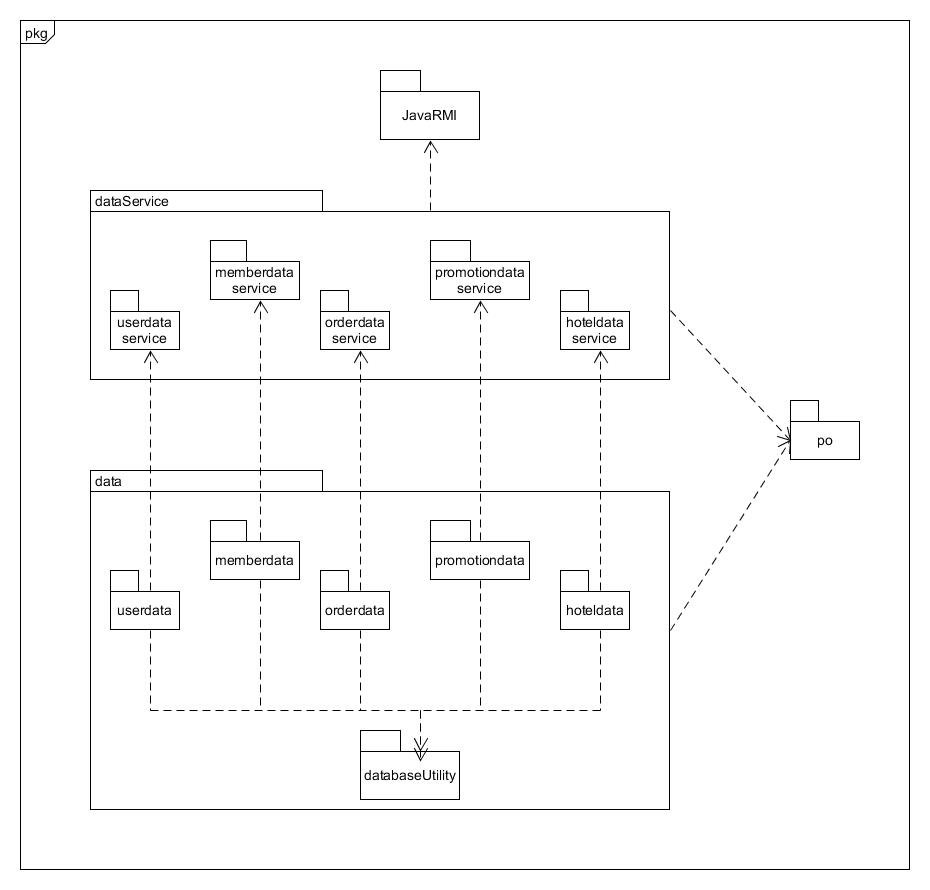 pkg
JavaRMI
dataService
memberdata
service
promotiondata
service
userdata
service
orderdata
service
hoteldata
service
po
data
memberdata
promotiondata
userdata
orderdata
hoteldata
databaseUtility